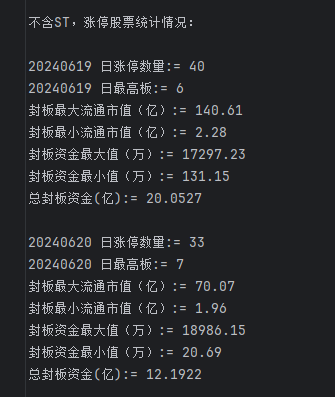 不含ST，涨停股票统计情况：
20240619 日涨停数量:= 40
20240619 日最高板:= 6
封板最大流通市值（亿）:= 140.61
封板最小流通市值（亿）:= 2.28
封板资金最大值（万）:= 17297.23
封板资金最小值（万）:= 131.15
总封板资金(亿):= 20.0527
20240620 日涨停数量:= 33
20240620 日最高板:= 7
封板最大流通市值（亿）:= 70.07
封板最小流通市值（亿）:= 1.96
封板资金最大值（万）:= 18986.15
封板资金最小值（万）:= 20.69
总封板资金(亿):= 12.1922